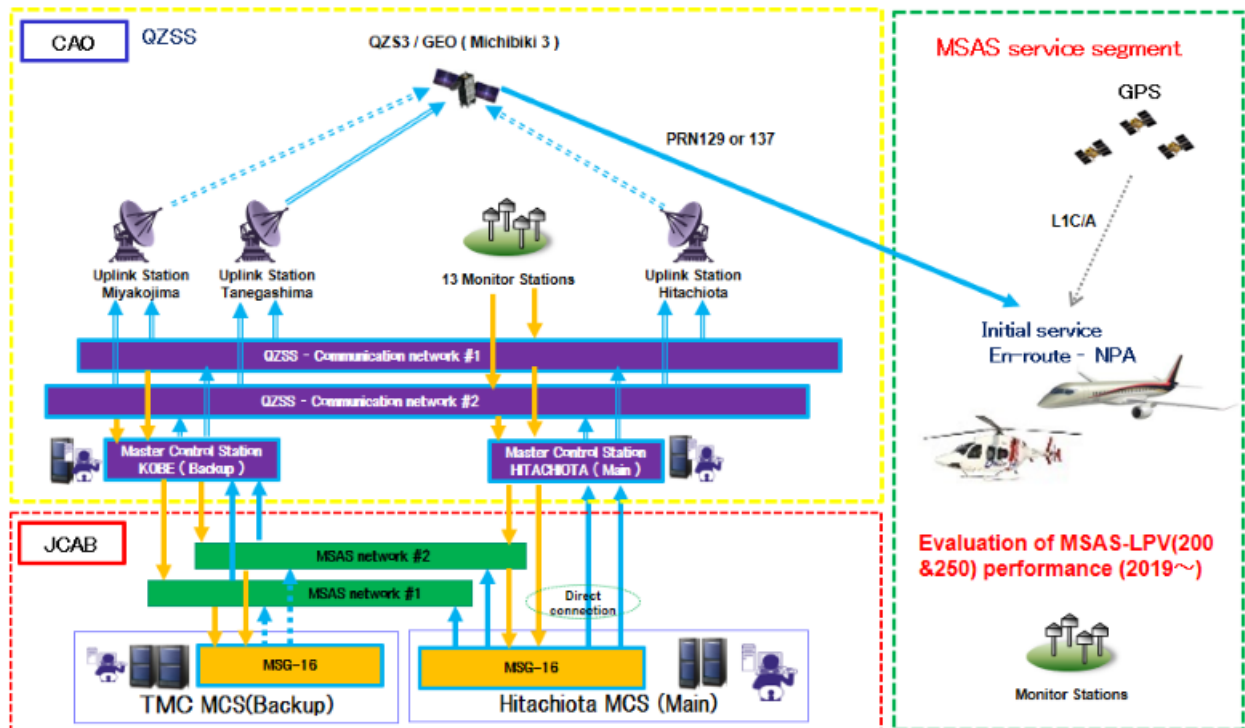 CAO
QZSS
QZS3 / GEO ( Michibiki 3 )
PRN129 or 137
Uplink Station
Miyakojima
Uplink Station
Tanegashima
13 Monitor Stations
Uplink Station
Hitachiota
QZSS - Communication network #1
QZSS - Communication network #2
Master Control Station
KOBE ( Backup )
Master Control Station
HITACHIOTA ( Main )
JCAB
MSAS network #2
MSAS network #1
Direct
connection
MSG-16
TMC MCS(Backup)
MSG-16
Hitachiota MCS (Main)
MSAS service segment
GPS
L1C/A
Initial service
En-route - NPA
Evaluation of MSAS-LPV(200
&250) performance (2019～)
Monitor Stations